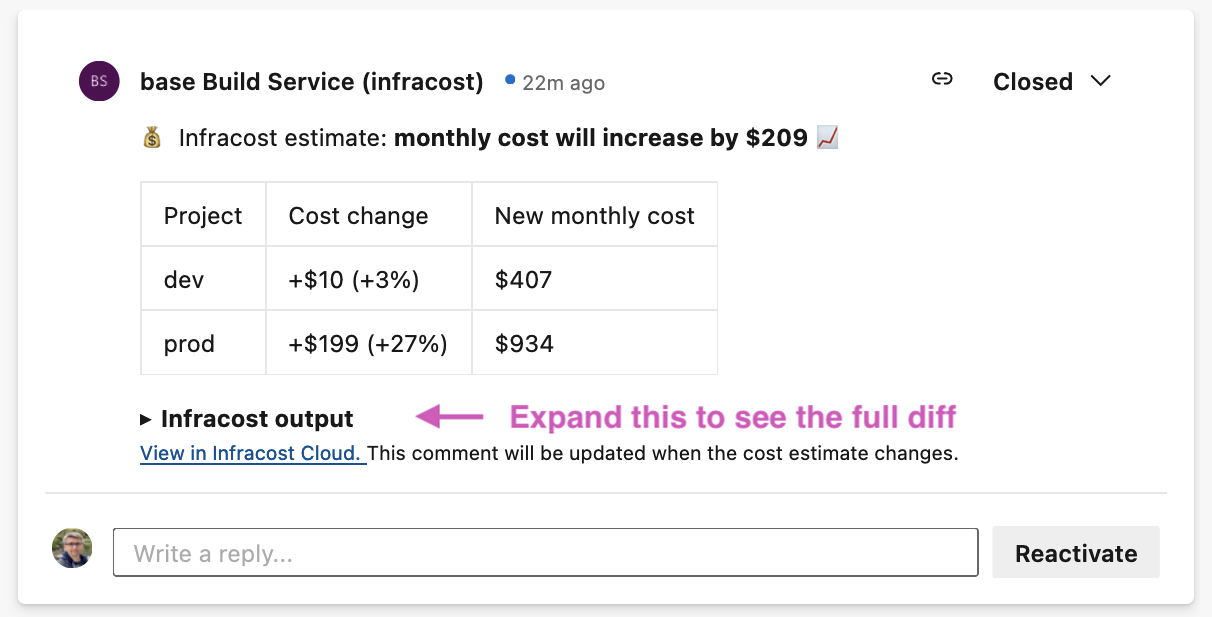 BS base Build Service (infracost) 22m ago Closed
💰 Infracost estimate: monthly cost will increase by $209 📈
Project Cost change New monthly cost
dev +$10 (+3%) $407
prod +$199 (+27%) $934
▸ Infracost output Expand this to see the full diff
View in Infracost Cloud. This comment will be updated when the cost estimate changes.
Write a reply... Reactivate